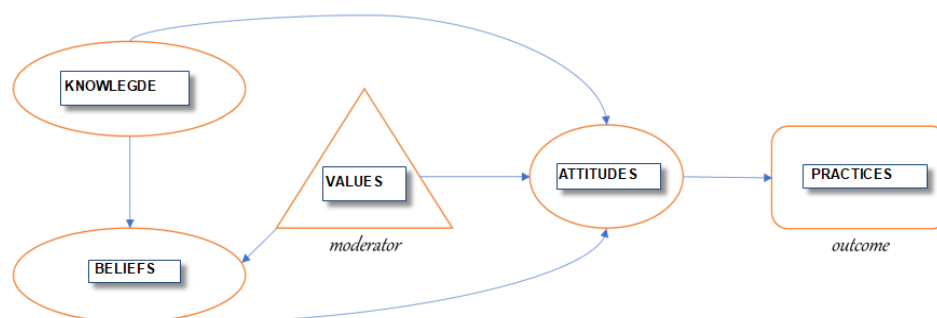 KNOWLEGDE
VALUES
ATTITUDES
PRACTICES
moderator
outcome
BELIEFS